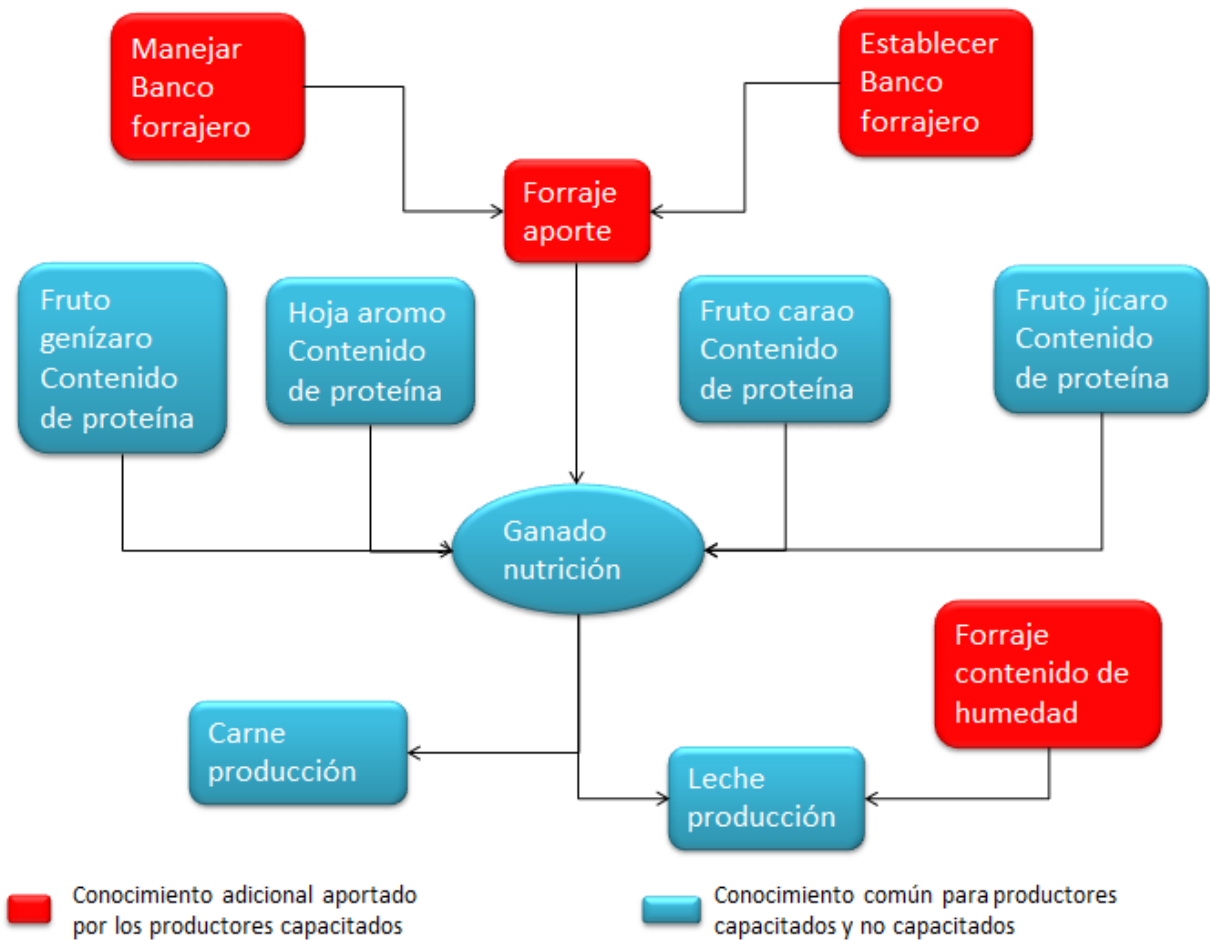 Manejar
Banco
forrajero
Establecer
Banco
forrajero
Forraje
aporte
Fruto
genízaro
Contenido
de proteína
Hoja aromo
Contenido
de proteína
Fruto carao
Contenido
de proteína
Fruto jícaro
Contenido
de proteína
Ganado
nutrición
Forraje
contenido de
humedad
Carne
producción
Leche
producción
Conocimiento adicional aportado
por los productores capacitados
Conocimiento común para productores
capacitados y no capacitados